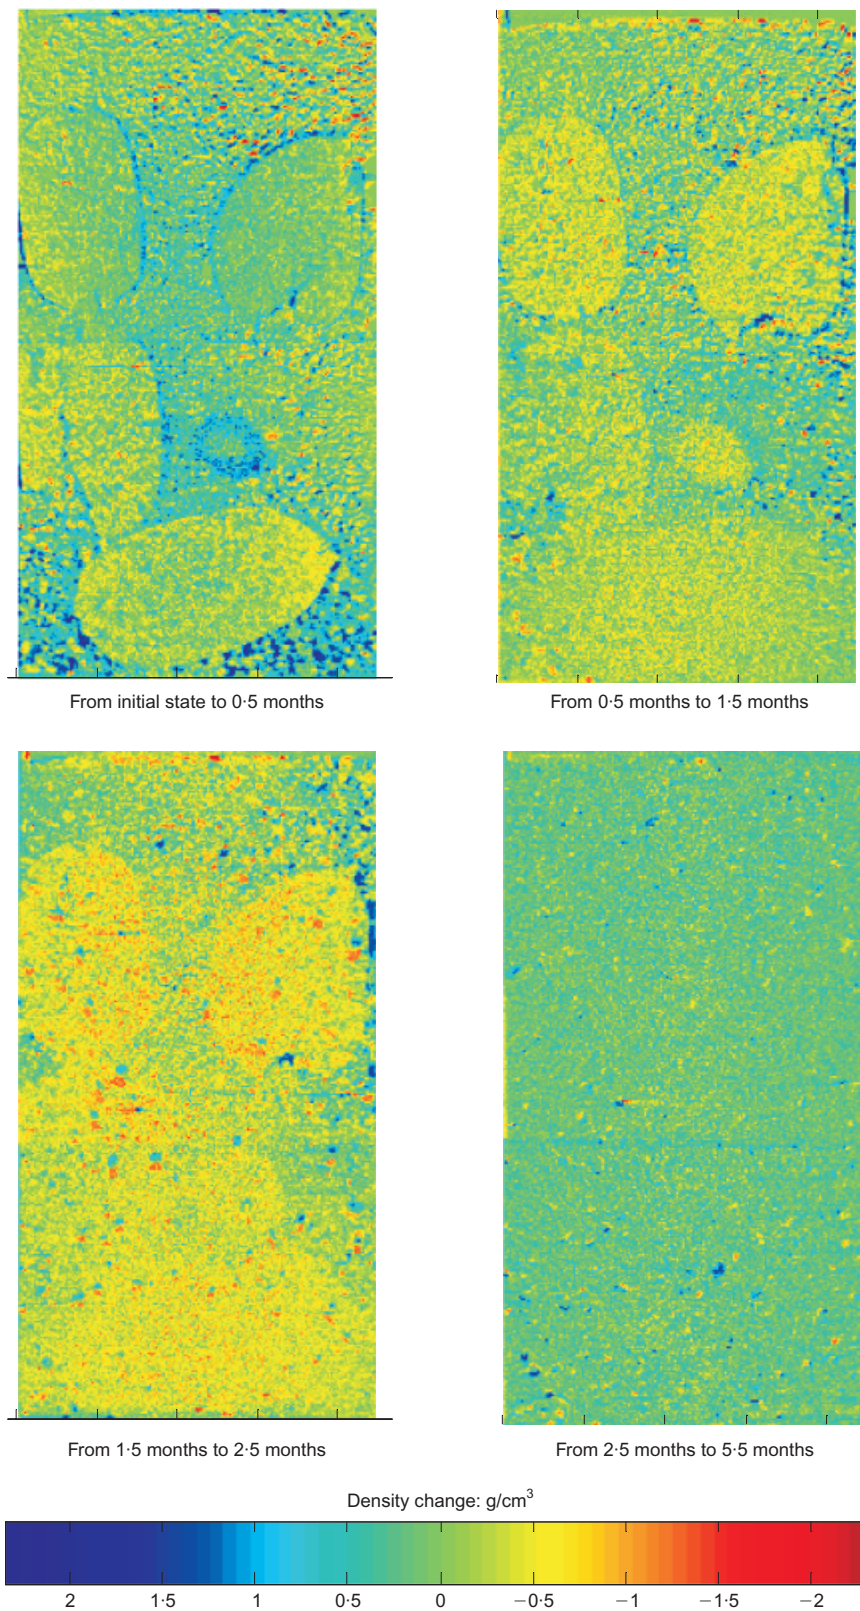 From initial state to 0·5 months
From 0·5 months to 1·5 months
From 1·5 months to 2·5 months
From 2·5 months to 5·5 months
Density change: g/cm³
2 1·5 1 0·5 0 −0·5 −1 −1·5 −2